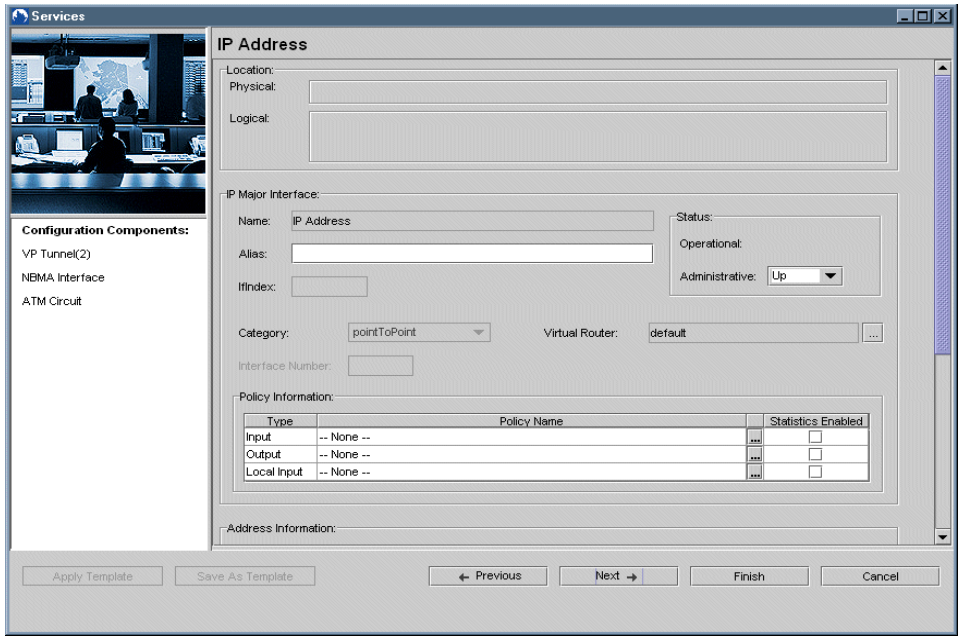 Services
IP Address
Location:
Physical:
Logical:
Configuration Components:
VP Tunnel(2)
NBMA Interface
ATM Circuit
IP Major Interface:
Name: IP Address
Alias:
IfIndex:
Status:
Operational:
Administrative: Up
Category: pointToPoint Virtual Router: default ...
Interface Number:
Policy Information:
Type Policy Name Statistics Enabled
Input -- None -- ...
Output -- None -- ...
Local Input -- None -- ...
Address Information:
Apply Template Save As Template Previous Next Finish Cancel